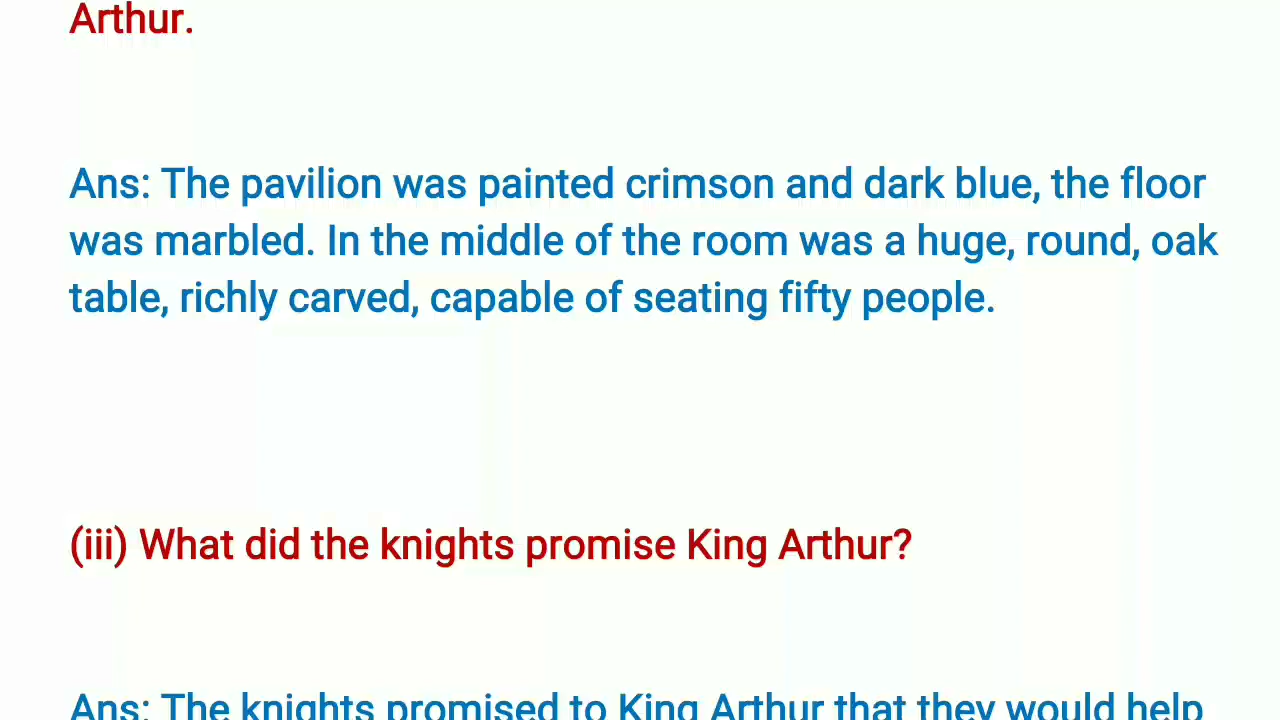 Arthur.
Ans: The pavilion was painted crimson and dark blue, the floor
was marbled. In the middle of the room was a huge, round, oak
table, richly carved, capable of seating fifty people.
(iii) What did the knights promise King Arthur?
Ans: The knights promised to King Arthur that they would help